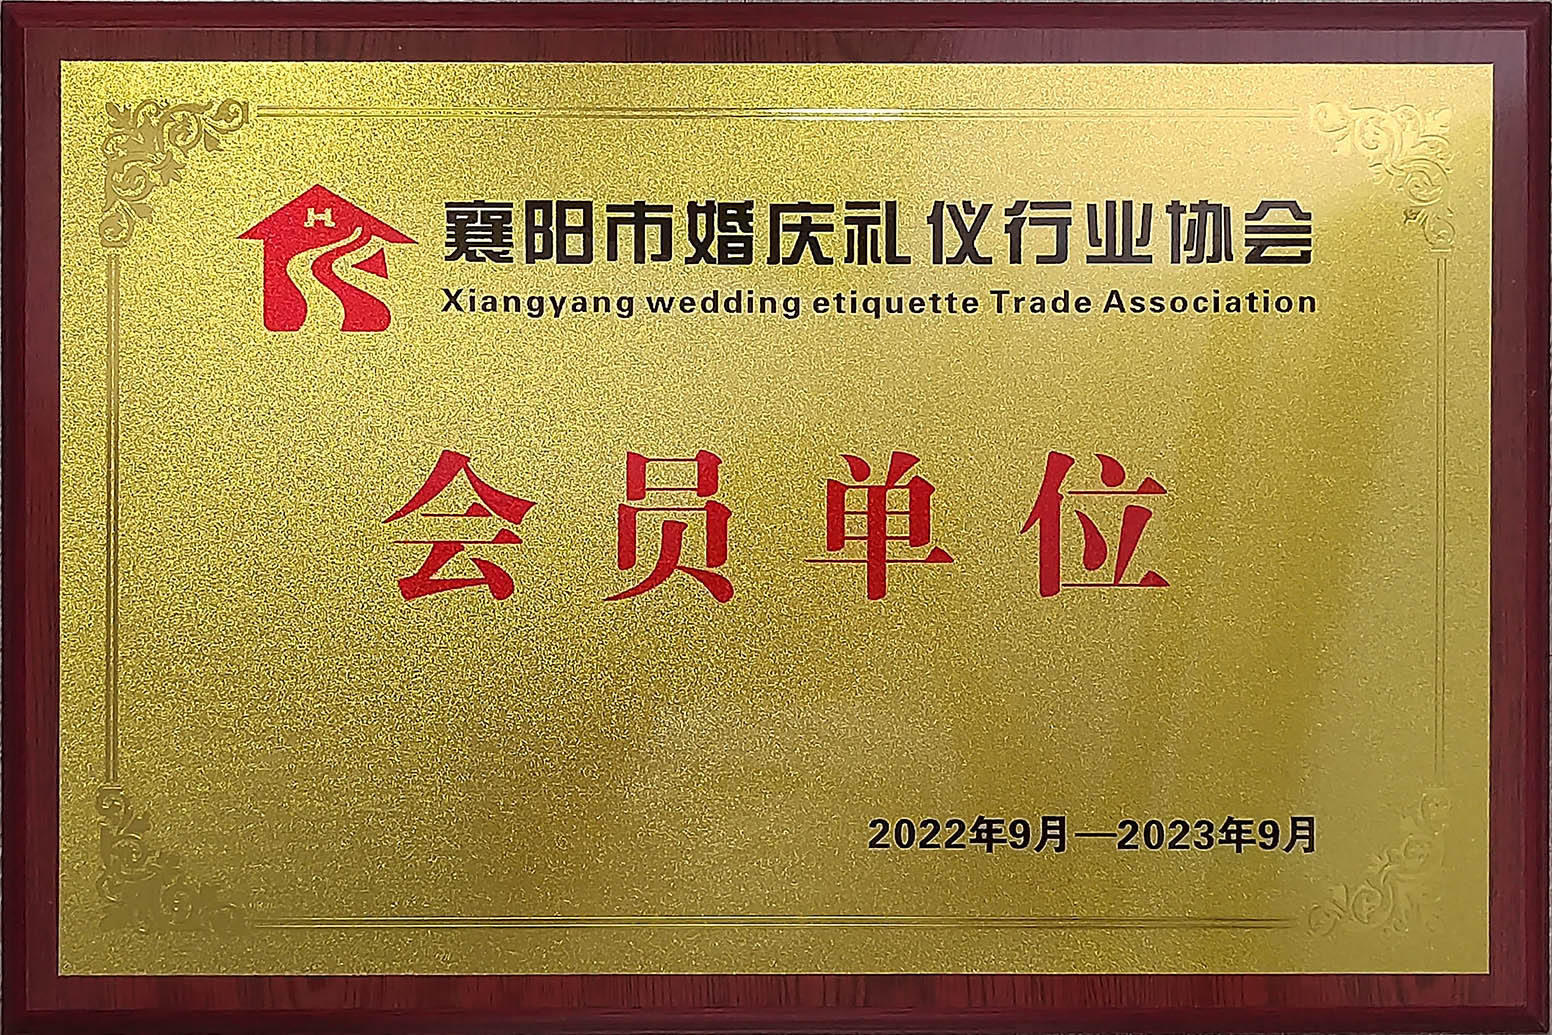 襄阳市婚庆礼仪行业协会
Xiangyang wedding etiquette Trade Association
会员单位
2022年9月—2023年9月